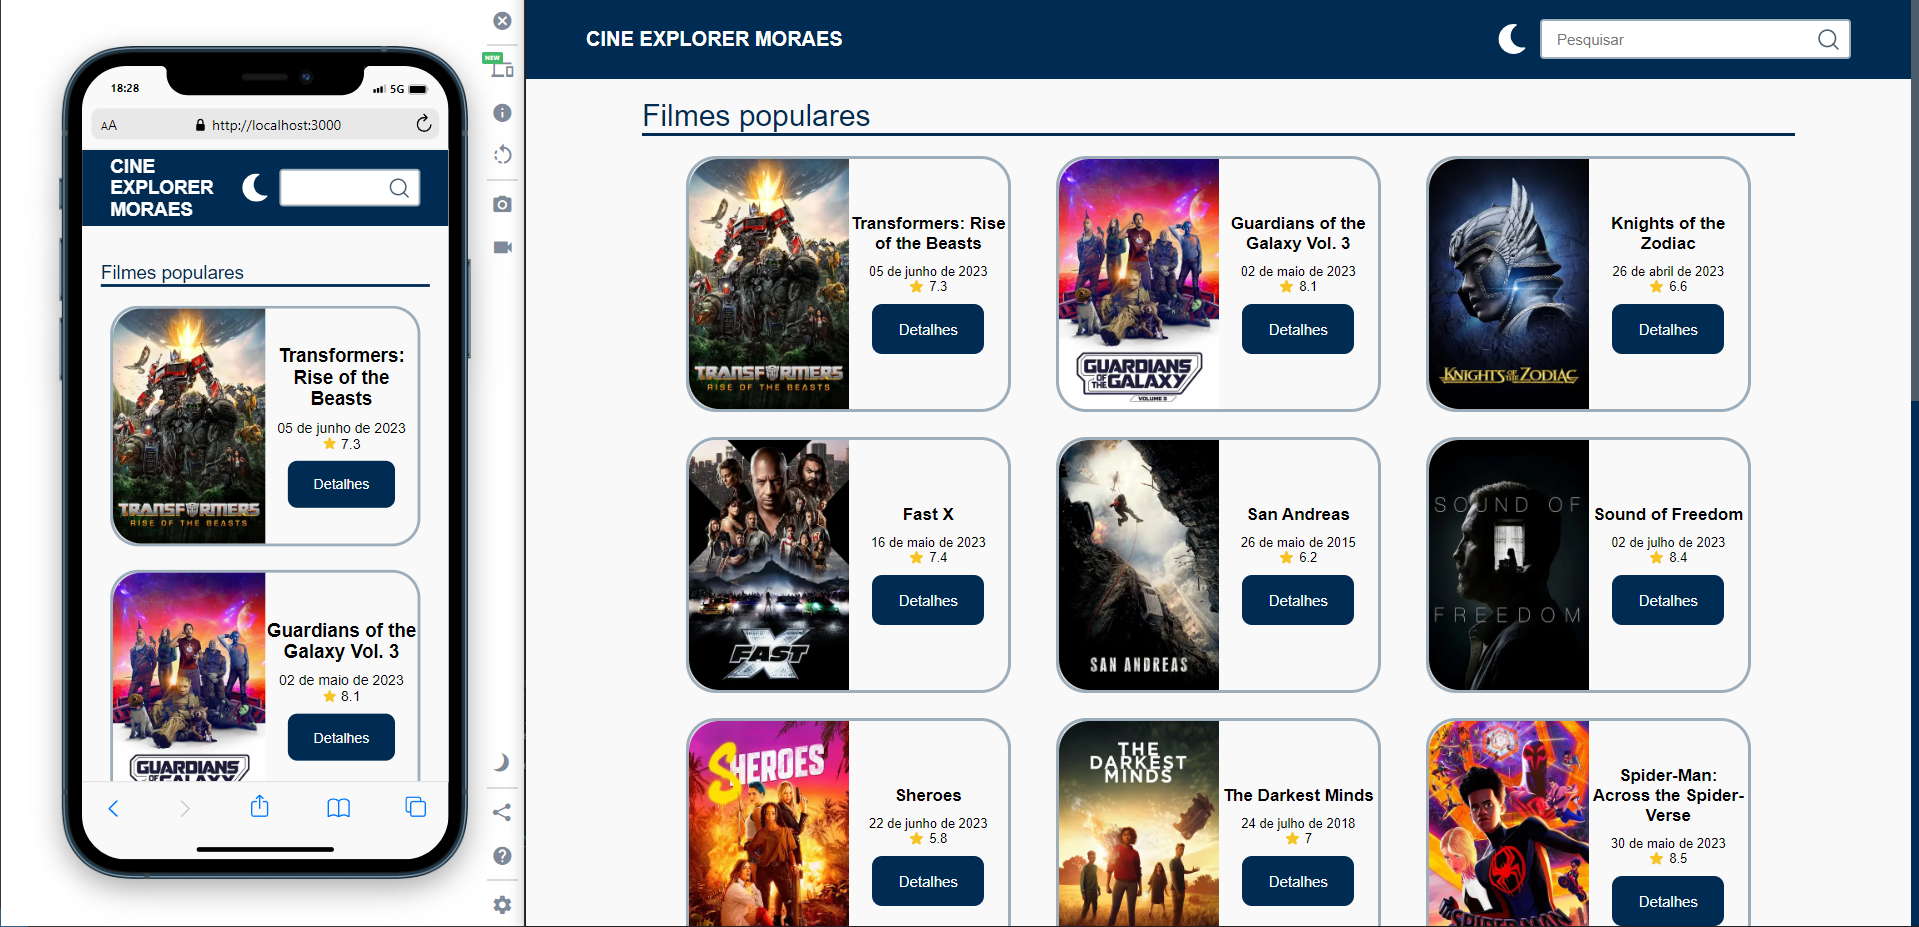 18:28
5G
AA
http://localhost:3000
CINE
EXPLORER
MORAES
Filmes populares
TRANSFORMERS
RISE OF THE BEASTS
Transformers:
Rise of the
Beasts
05 de junho de 2023
7.3
Detalhes
GUARDIANS
OF THE GALAXY
Guardians of the
Galaxy Vol. 3
02 de maio de 2023
8.1
Detalhes
NEW
CINE EXPLORER MORAES
Pesquisar
Filmes populares
TRANSFORMERS
RISE OF THE BEASTS
Transformers: Rise
of the Beasts
05 de junho de 2023
7.3
Detalhes
GUARDIANS
OF THE GALAXY
VOLUME 3
Guardians of the
Galaxy Vol. 3
02 de maio de 2023
8.1
Detalhes
KNIGHTS OF THE ZODIAC
Knights of the
Zodiac
26 de abril de 2023
6.6
Detalhes
FAST X
Fast X
16 de maio de 2023
7.4
Detalhes
SAN ANDREAS
San Andreas
26 de maio de 2015
6.2
Detalhes
SOUND OF
FREEDOM
Sound of Freedom
02 de julho de 2023
8.4
Detalhes
SHEROES
Sheroes
22 de junho de 2023
5.8
Detalhes
THE
DARKEST
MINDS
The Darkest Minds
24 de julho de 2018
7
Detalhes
SPIDER-MAN
Spider-Man:
Across the Spider-
Verse
30 de maio de 2023
8.5
Detalhes